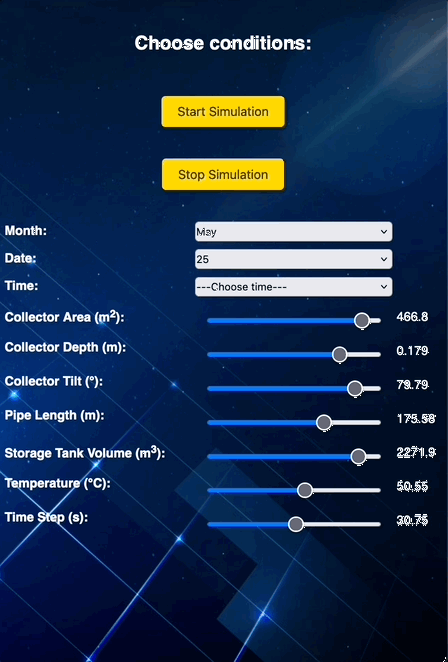 Choose conditions:
Start Simulation
Stop Simulation
Month: May
Date: 25
Time: ---Choose time---
Collector Area (m²): 466.8
Collector Depth (m): 0.179
Collector Tilt (°): 79.79
Pipe Length (m): 175.58
Storage Tank Volume (m³): 2271.9
Temperature (°C): 50.55
Time Step (s): 30.75